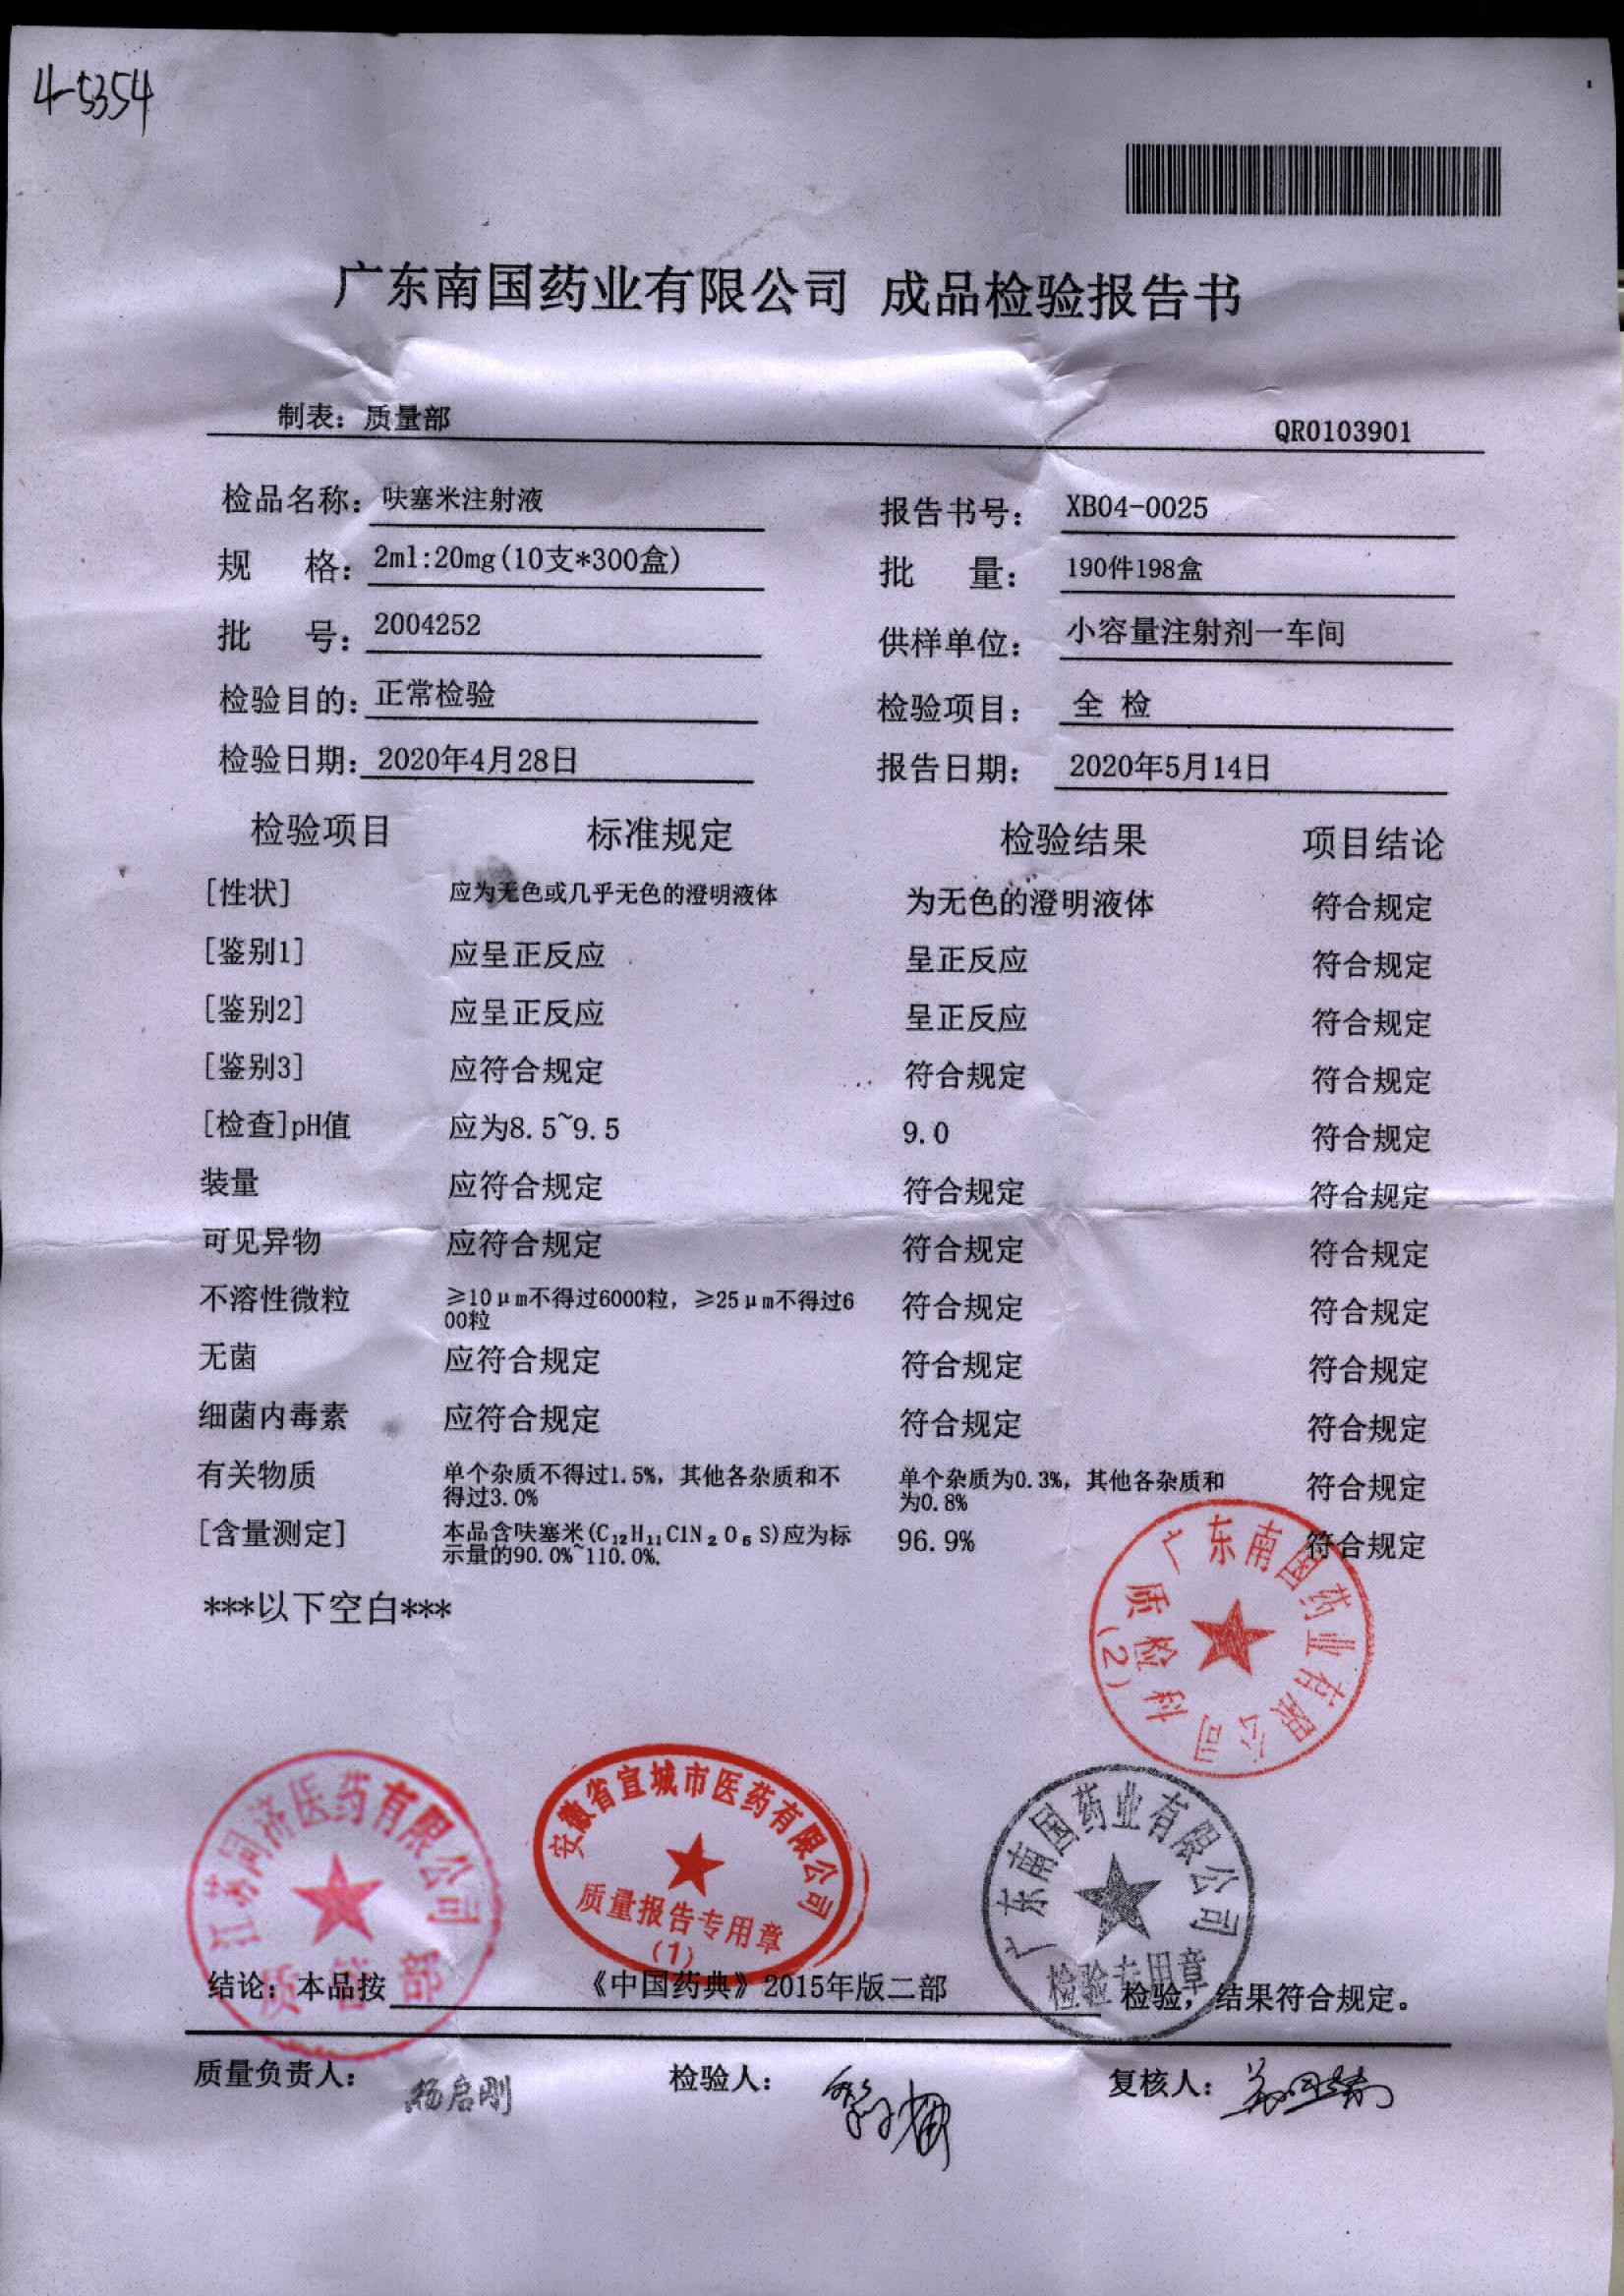 4-5354
广东南国药业有限公司 成品检验报告书
制表：质量部 QR0103901
检品名称：呋塞米注射液 报告书号：XB04-0025
规 格：2ml:20mg(10支*300盒) 批 量：190件198盒
批 号：2004252 供样单位：小容量注射剂一车间
检验目的：正常检验 检验项目：全 检
检验日期：2020年4月28日 报告日期：2020年5月14日
检验项目 标准规定 检验结果 项目结论
[性状] 应为无色或几乎无色的澄明液体 为无色的澄明液体 符合规定
[鉴别1] 应呈正反应 呈正反应 符合规定
[鉴别2] 应呈正反应 呈正反应 符合规定
[鉴别3] 应符合规定 符合规定 符合规定
[检查]pH值 应为8.5~9.5 9.0 符合规定
装量 应符合规定 符合规定 符合规定
可见异物 应符合规定 符合规定 符合规定
不溶性微粒 ≥10μm不得过6000粒，≥25μm不得过6 符合规定 符合规定
00粒
无菌 应符合规定 符合规定 符合规定
细菌内毒素 应符合规定 符合规定 符合规定
有关物质 单个杂质不得过1.5%，其他各杂质和不 单个杂质为0.3%，其他各杂质和 符合规定
得过3.0% 为0.8%
[含量测定] 本品含呋塞米(C₁₂H₁₁ClN₂O₅S)应为标 96.9% 符合规定
示量的90.0%~110.0%.
***以下空白***
广东南国药业有限公司
质检科
(2)
江苏同济医药有限公司
质管部
安徽省宣城市医药有限公司
质量报告专用章
(1)
广东南国药业有限公司
检验专用章
结论：本品按 《中国药典》2015年版二部 检验，结果符合规定。
质量负责人：杨启刚 检验人： 复核人：